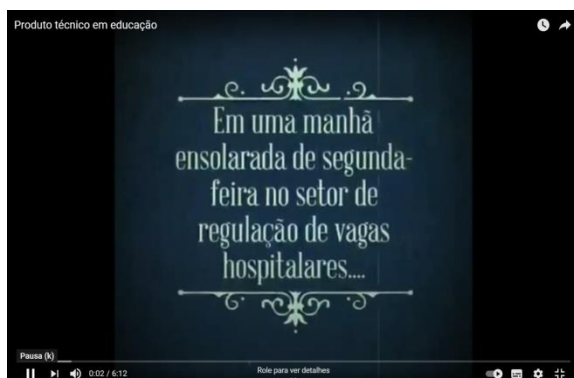 Produto técnico em educação
Em uma manhã
ensolarada de segunda-
feira no setor de
regulação de vagas
hospitalares....
Pausa (k)
0:02 / 6:12
Role para ver detalhes